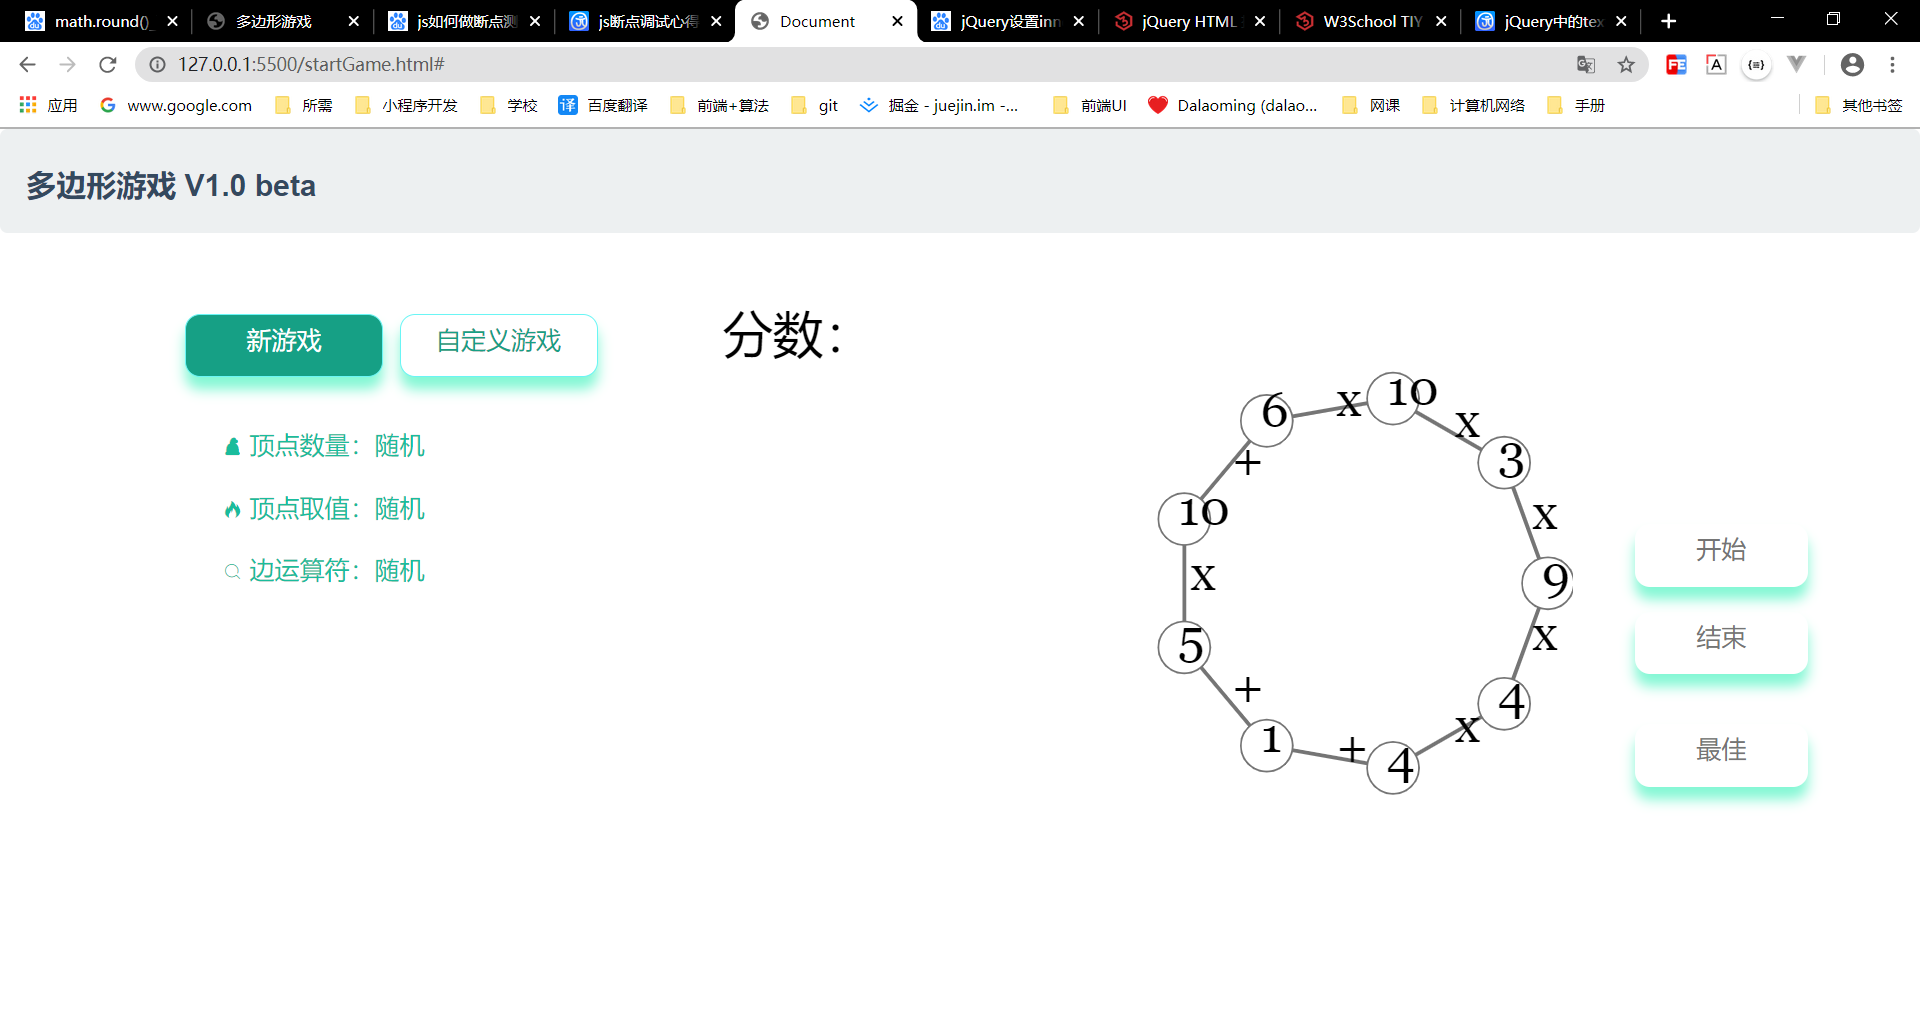 math.round()_
多边形游戏
js如何做断点测
js断点调试心得
Document
jQuery设置inn
jQuery HTML
W3School TIY
jQuery中的tex
127.0.0.1:5500/startGame.html#
应用
www.google.com
所需
小程序开发
学校
译 百度翻译
前端+算法
git
掘金 - juejin.im -...
前端UI
Dalaoming (dalao...
网课
计算机网络
手册
其他书签
多边形游戏 V1.0 beta
新游戏
自定义游戏
分数：
顶点数量：随机
顶点取值：随机
边运算符：随机
6
x
10
x
3
x
9
x
4
x
4
+
1
+
5
x
10
+
开始
结束
最佳